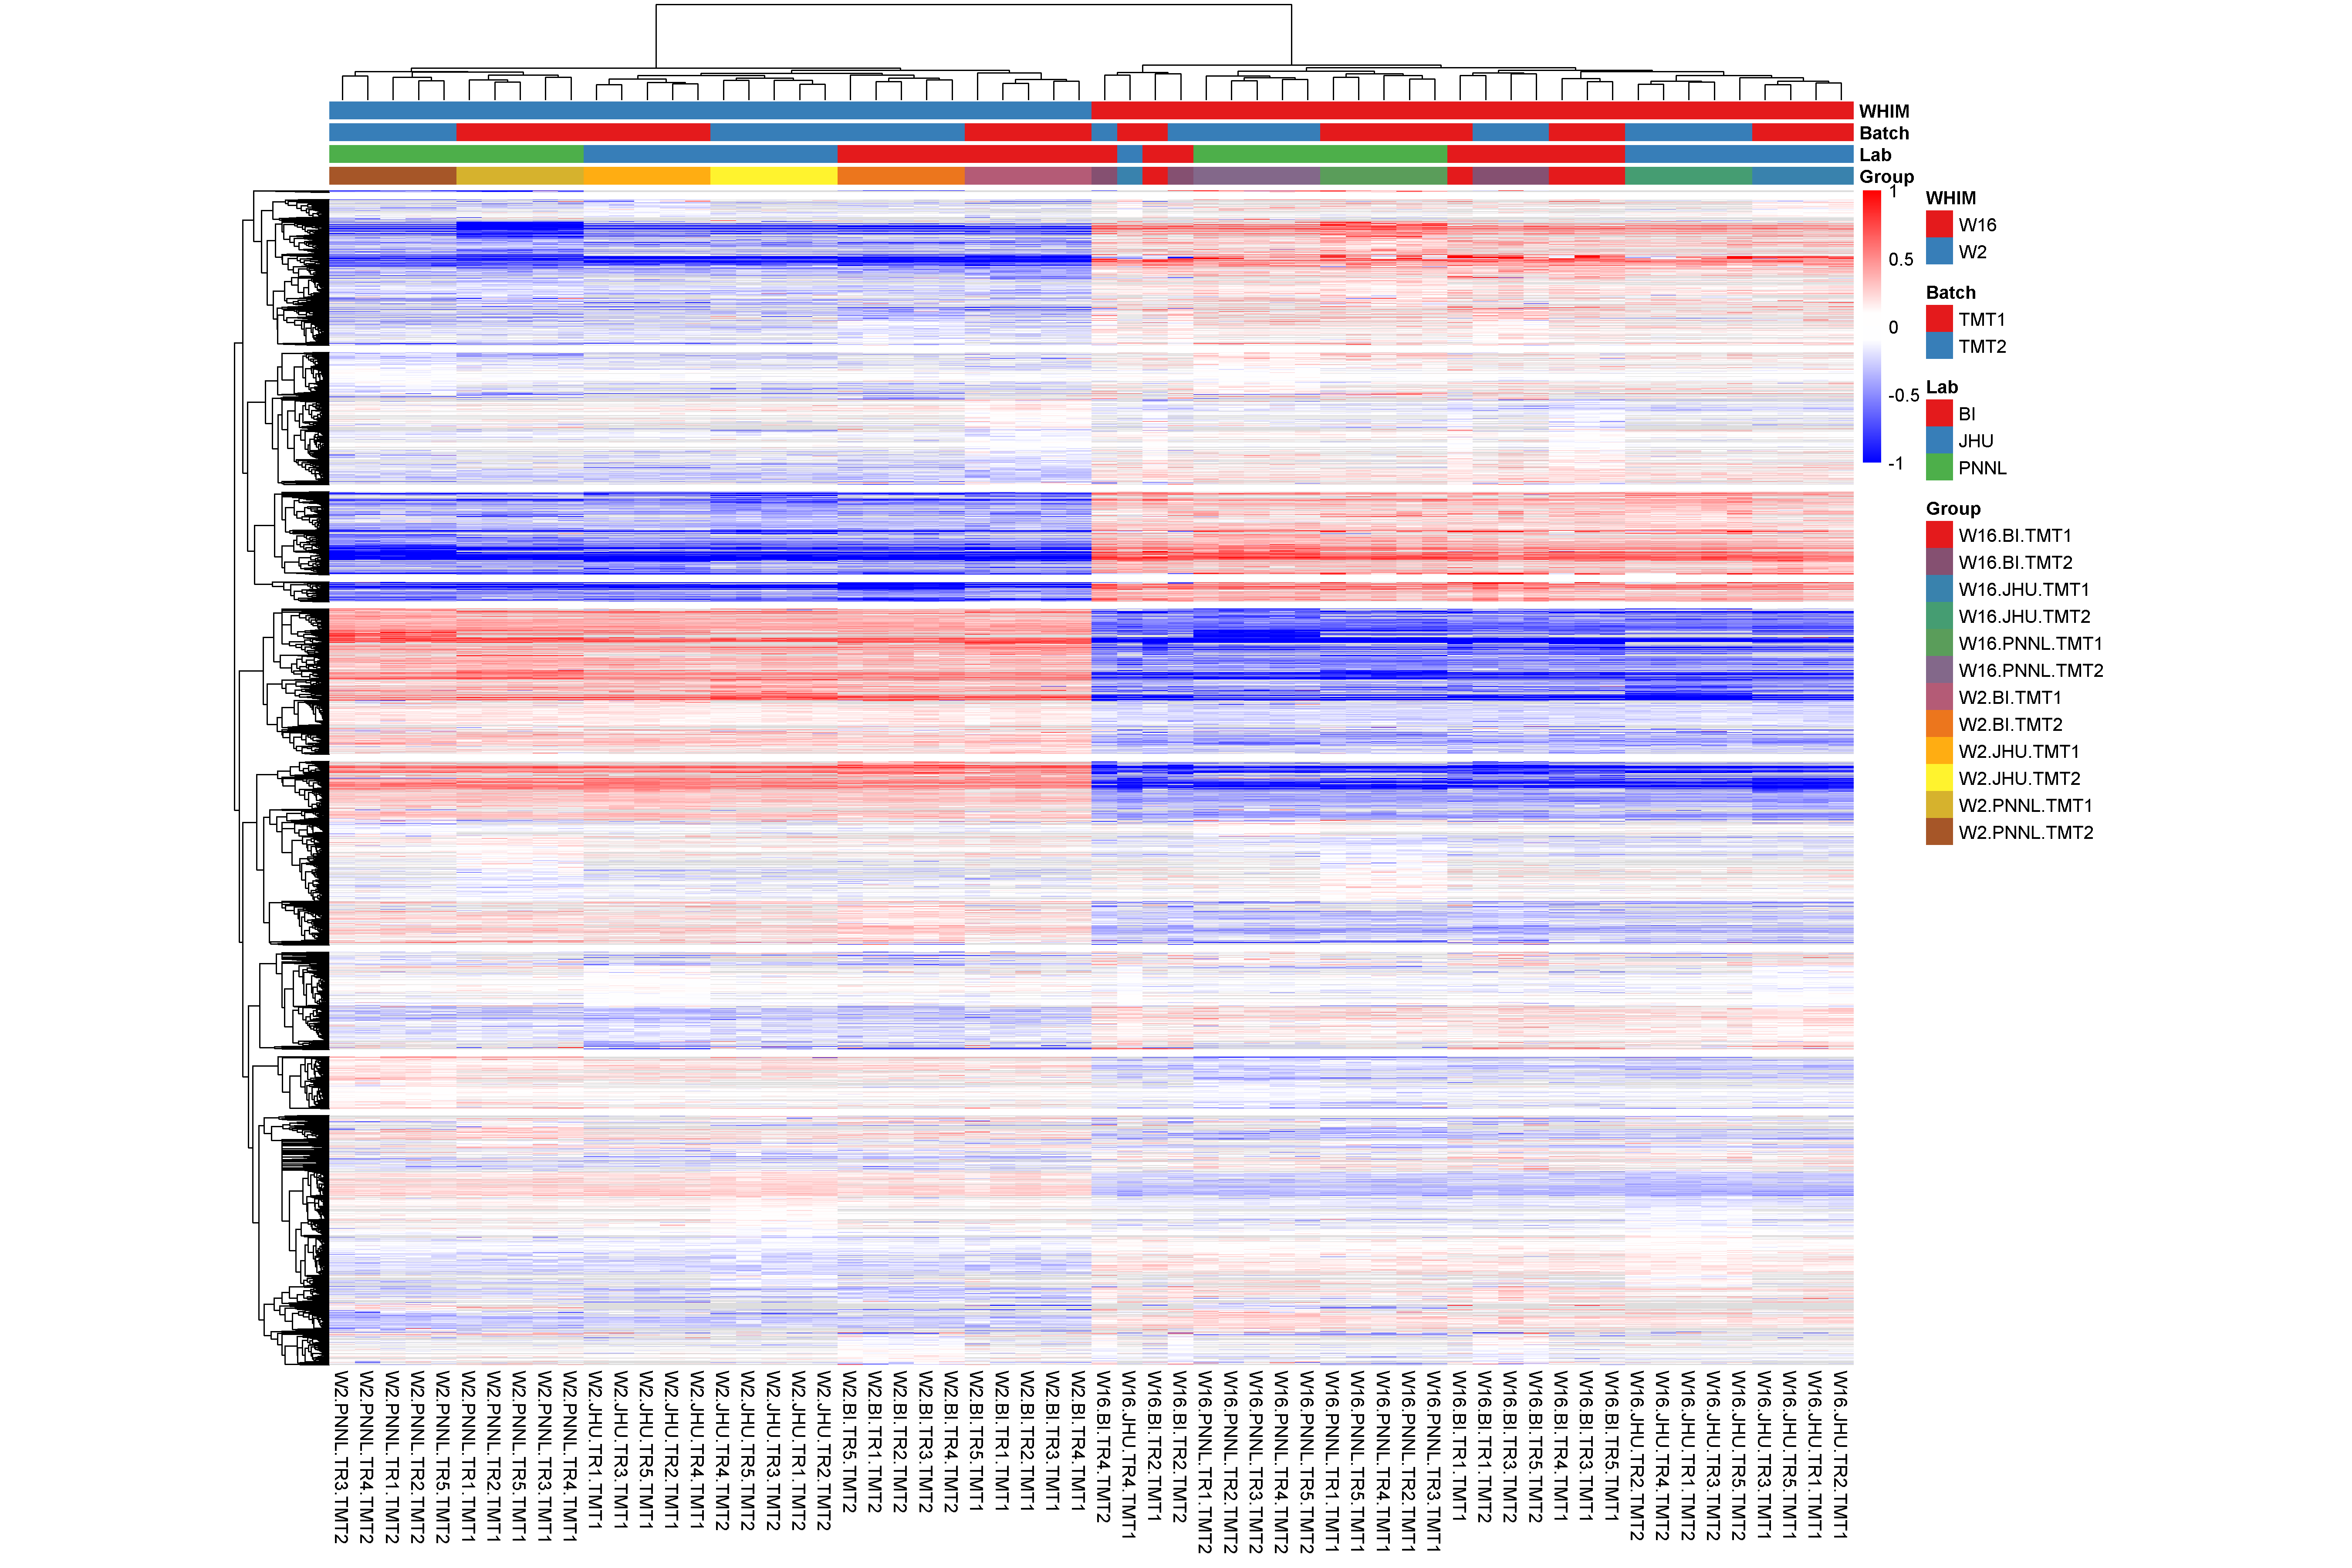 WHIM
Batch
Lab
Group
1
0.5
0
-0.5
-1
WHIM
W16
W2
Batch
TMT1
TMT2
Lab
BI
JHU
PNNL
Group
W16.BI.TMT1
W16.BI.TMT2
W16.JHU.TMT1
W16.JHU.TMT2
W16.PNNL.TMT1
W16.PNNL.TMT2
W2.BI.TMT1
W2.BI.TMT2
W2.JHU.TMT1
W2.JHU.TMT2
W2.PNNL.TMT1
W2.PNNL.TMT2
W2.PNNL.TR3.TMT2
W2.PNNL.TR4.TMT2
W2.PNNL.TR1.TMT2
W2.PNNL.TR2.TMT2
W2.PNNL.TR5.TMT2
W2.PNNL.TR1.TMT1
W2.PNNL.TR2.TMT1
W2.PNNL.TR5.TMT1
W2.PNNL.TR3.TMT1
W2.PNNL.TR4.TMT1
W2.JHU.TR1.TMT1
W2.JHU.TR3.TMT1
W2.JHU.TR5.TMT1
W2.JHU.TR2.TMT1
W2.JHU.TR4.TMT1
W2.JHU.TR4.TMT2
W2.JHU.TR5.TMT2
W2.JHU.TR3.TMT2
W2.JHU.TR1.TMT2
W2.JHU.TR2.TMT2
W2.BI.TR5.TMT2
W2.BI.TR1.TMT2
W2.BI.TR2.TMT2
W2.BI.TR3.TMT2
W2.BI.TR4.TMT2
W2.BI.TR5.TMT1
W2.BI.TR1.TMT1
W2.BI.TR2.TMT1
W2.BI.TR3.TMT1
W2.BI.TR4.TMT1
W16.BI.TR4.TMT2
W16.JHU.TR4.TMT1
W16.BI.TR2.TMT1
W16.BI.TR2.TMT2
W16.PNNL.TR1.TMT2
W16.PNNL.TR2.TMT2
W16.PNNL.TR3.TMT2
W16.PNNL.TR4.TMT2
W16.PNNL.TR5.TMT2
W16.PNNL.TR1.TMT1
W16.PNNL.TR5.TMT1
W16.PNNL.TR4.TMT1
W16.PNNL.TR2.TMT1
W16.PNNL.TR3.TMT1
W16.BI.TR1.TMT1
W16.BI.TR1.TMT2
W16.BI.TR3.TMT2
W16.BI.TR5.TMT2
W16.BI.TR4.TMT1
W16.BI.TR3.TMT1
W16.BI.TR5.TMT1
W16.JHU.TR2.TMT2
W16.JHU.TR4.TMT2
W16.JHU.TR1.TMT2
W16.JHU.TR3.TMT2
W16.JHU.TR5.TMT2
W16.JHU.TR3.TMT1
W16.JHU.TR5.TMT1
W16.JHU.TR1.TMT1
W16.JHU.TR2.TMT1